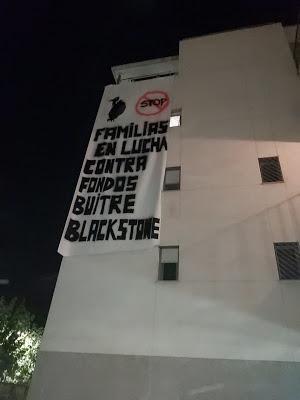 STOP
FAMILIAS
EN LUCHA
CONTRA
FONDOS
BUITRE
BLACKSTONE